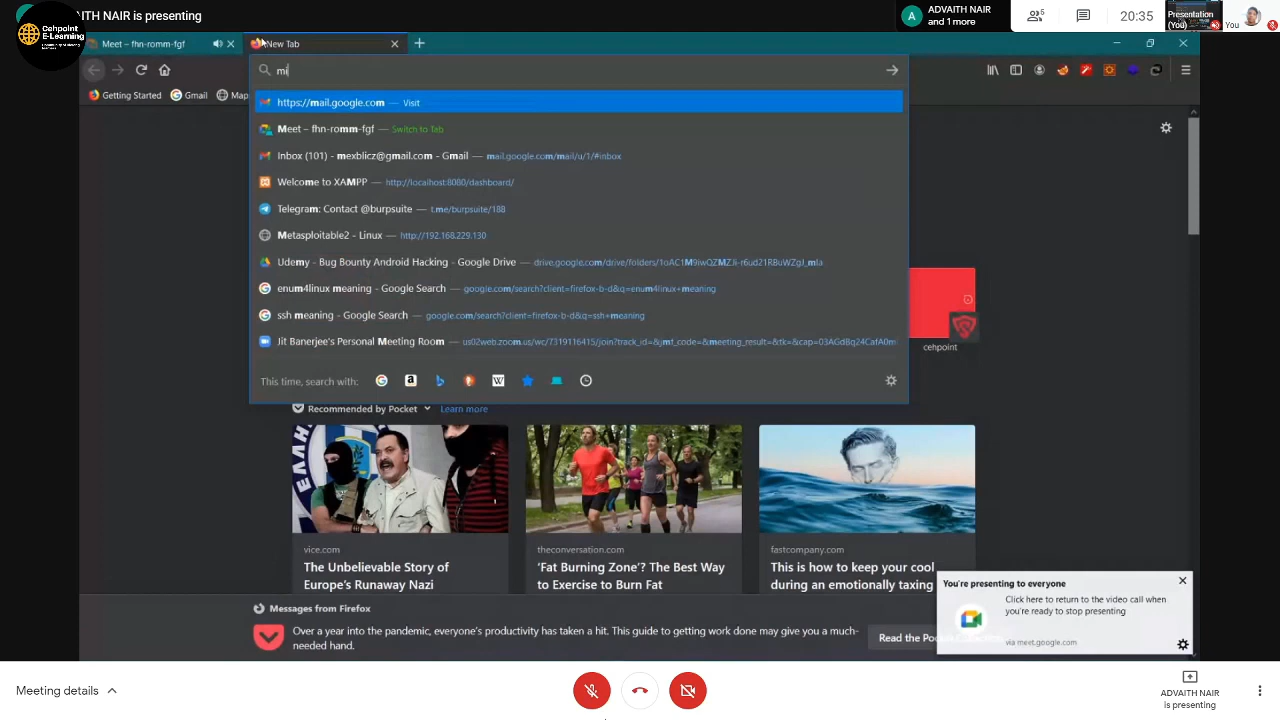 ITH NAIR is presenting
Cehpoint
E-Learning
A
ADVAITH NAIR
and 1 more
6
20:35
Presentation
(You)
You
Meet – fhn-romm-fgf
New Tab
mi
Getting Started
Gmail
Map
https://mail.google.com — Visit
Meet – fhn-romm-fgf — Switch to Tab
Inbox (101) - mexblicz@gmail.com - Gmail — mail.google.com/mail/u/1/#inbox
Welcome to XAMPP — http://localhost:8080/dashboard/
Telegram: Contact @burpsuite — t.me/burpsuite/188
Metasploitable2 - Linux — http://192.168.229.130
Udemy - Bug Bounty Android Hacking - Google Drive —
enum4linux meaning - Google Search — google.com/search?client=firefox-b-d&q=enum4linux+meaning
ssh meaning - Google Search — google.com/search?client=firefox-b-d&q=ssh+meaning
Jit Banerjee's Personal Meeting Room —
This time, search with:
cehpoint
Recommended by Pocket
Learn more
vice.com
The Unbelievable Story of
Europe's Runaway Nazi
theconversation.com
'Fat Burning Zone'? The Best Way
to Exercise to Burn Fat
fastcompany.com
This is how to keep your cool
during an emotionally taxing
You're presenting to everyone
Click here to return to the video call when
you're ready to stop presenting
via meet.google.com
Messages from Firefox
Over a year into the pandemic, everyone's productivity has taken a hit. This guide to getting work done may give you a much-
needed hand.
Read the Pocket
Meeting details
ADVAITH NAIR
is presenting